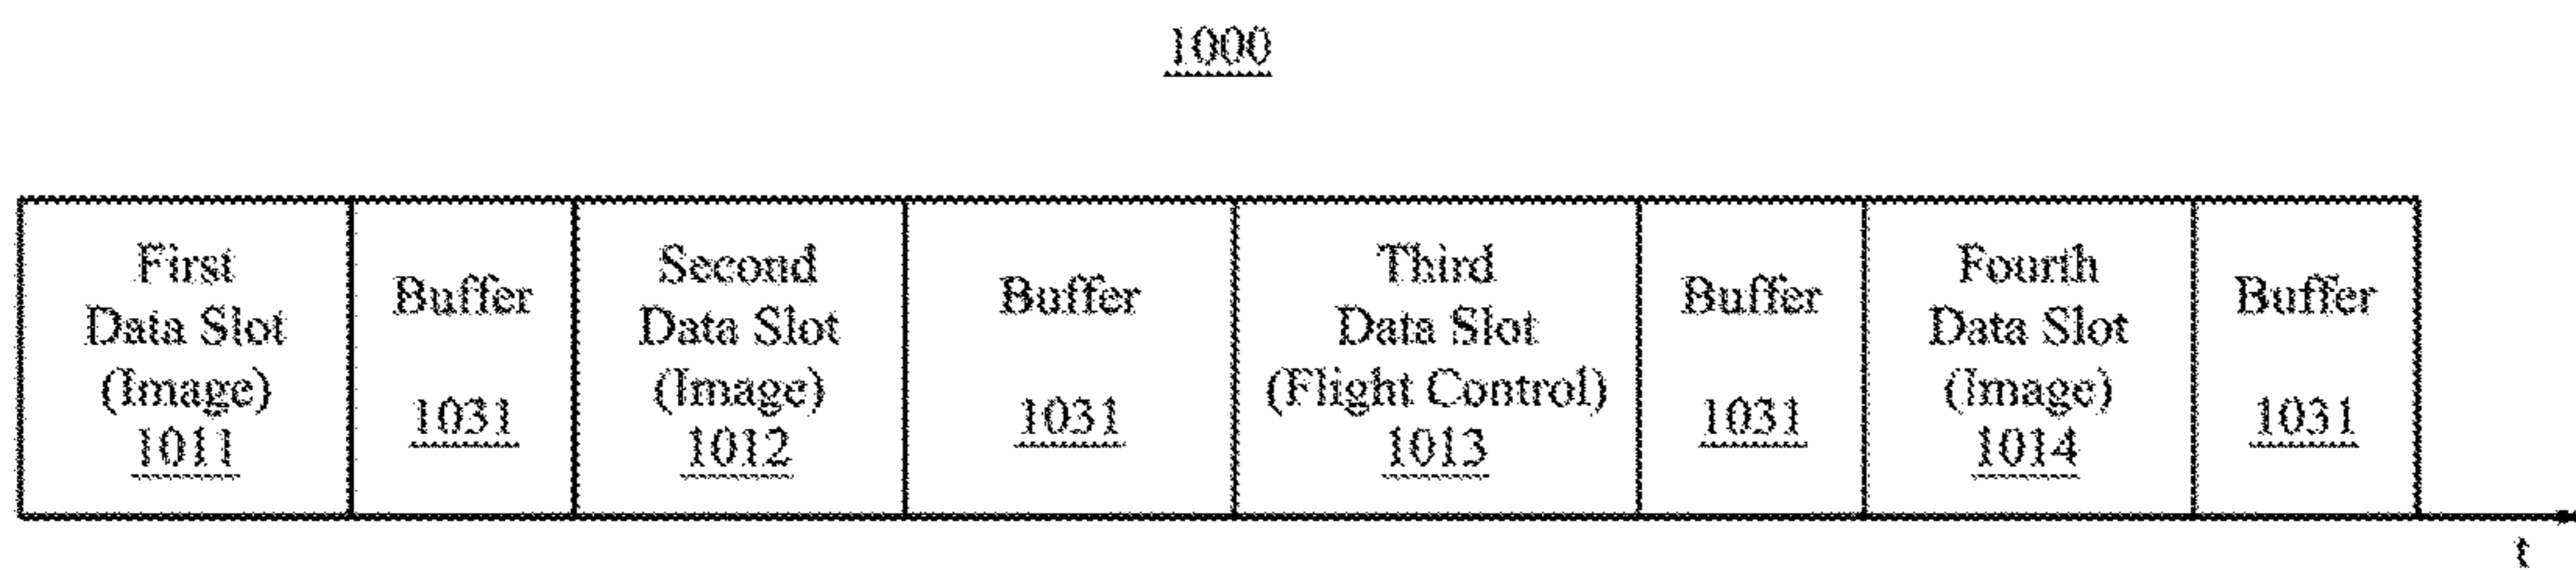 1000
First
Data Slot
(Image)
1011
Buffer
1031
Second
Data Slot
(Image)
1012
Buffer
1031
Third
Data Slot
(Flight Control)
1013
Buffer
1031
Fourth
Data Slot
(Image)
1014
Buffer
1031
t